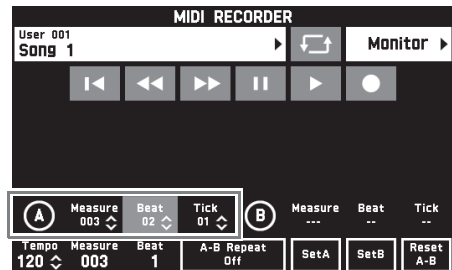 MIDI RECORDER
User 001
Song 1
Monitor
A Measure Beat Tick B Measure Beat Tick
003 02 01 --- -- --
Tempo Measure Beat A-B Repeat SetA SetB Reset
120 003 1 Off A-B